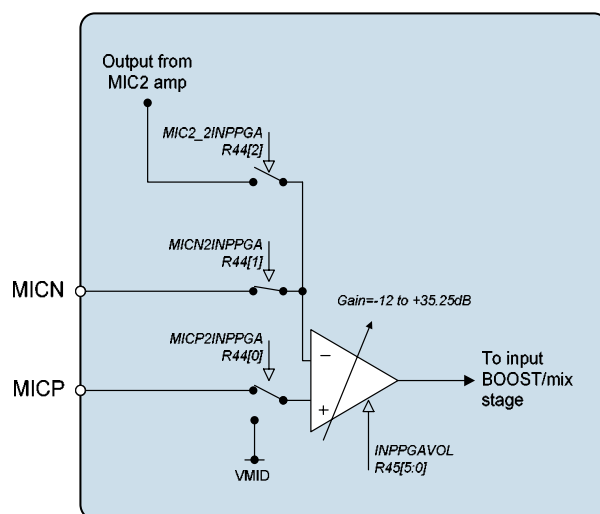 Output from
MIC2 amp
MIC2_2INPPGA
R44[2]
MICN2INPPGA
R44[1]
MICN
Gain=-12 to +35.25dB
MICP2INPPGA
R44[0]
MICP
−
+
To input
BOOST/mix
stage
VMID
INPPGAVOL
R45[5:0]